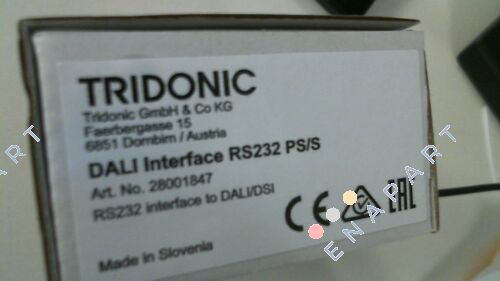 TRIDONIC
Tridonic GmbH & Co KG
Faerbergasse 15
6851 Dornbirn / Austria
DALI Interface RS232 PS/S
Art. No. 28001847
RS232 interface to DALI/DSI
CE EAC
Made in Slovenia
ENAPART
PART